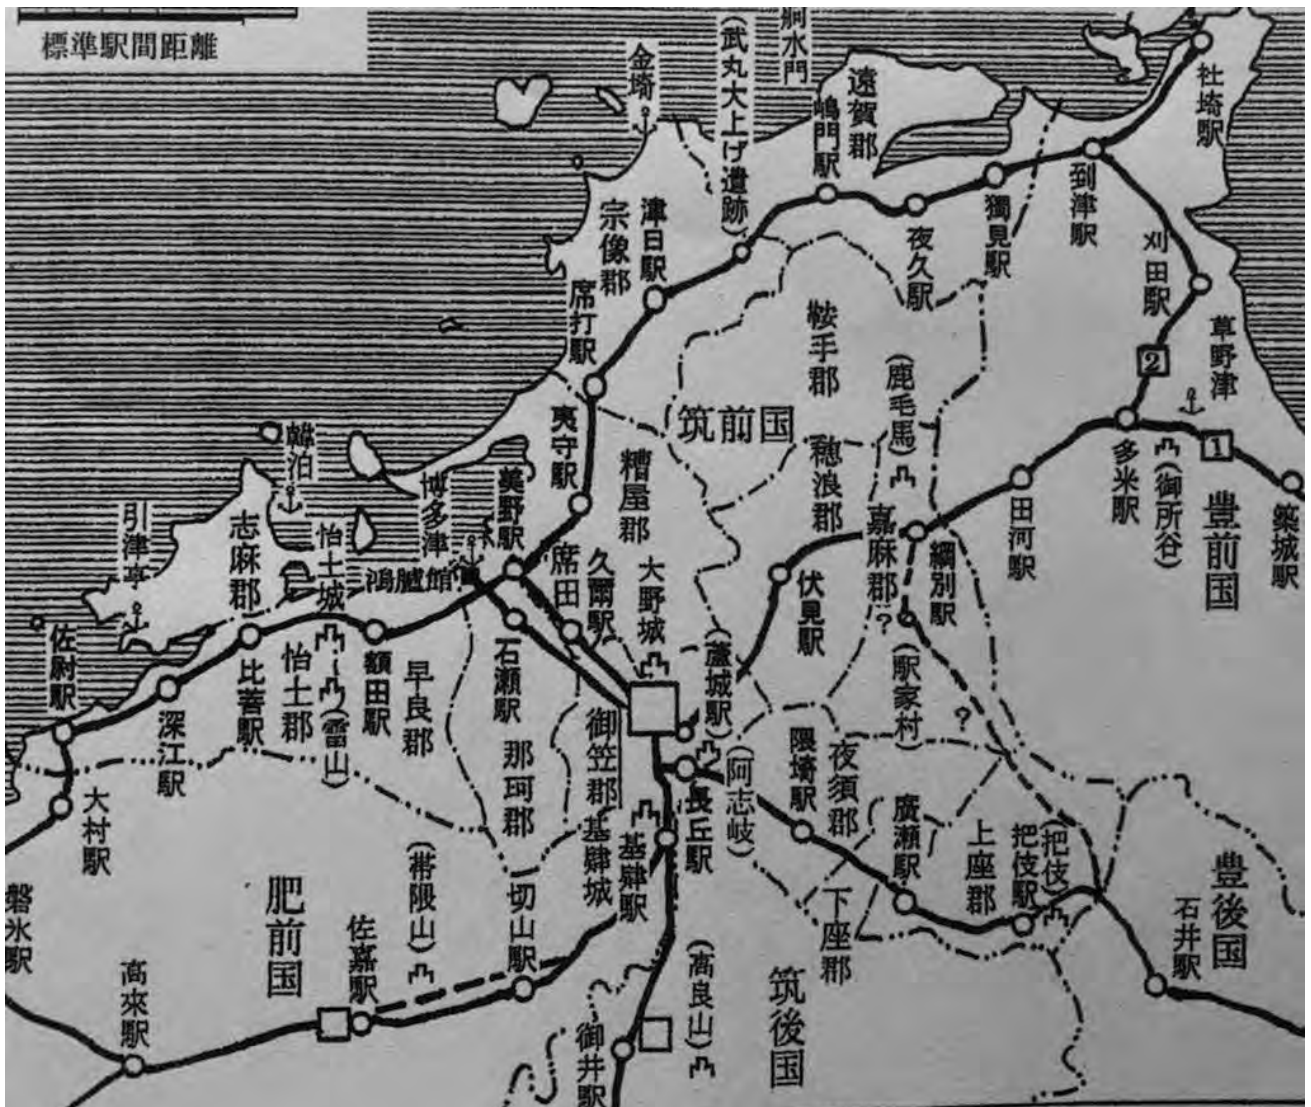 標準駅間距離
金埼
(武丸大上げ遺跡)
水門
嶋門駅
遠賀郡
社埼駅
到津駅
獨見駅
夜久駅
刈田駅
草野津
宗像郡
津日駅
席打駅
鞍手郡
(鹿毛馬)
筑前国
2
1
夷守駅
糟屋郡
穂浪郡
嘉麻郡
田河駅
多米駅
(御所谷)
豊前国
築城駅
韓泊
引津亭
志麻郡
怡土城
博多津
鴻臚館
美野駅
席田
久爾駅
大野城
(蘆城駅)
伏見駅
綱別駅
?
(駅家村)
?
佐尉駅
深江駅
比菩駅
怡土郡
(雷山)
額田駅
早良郡
石瀬駅
那珂郡
御笠郡
基肄城
基肄駅
長丘駅
(阿志岐)
隈埼駅
夜須郡
廣瀬駅
上座郡
把伎駅
(把伎)
下座郡
豊後国
石井駅
大村駅
磐氷駅
高来駅
肥前国
佐嘉駅
(帯隈山)
切山駅
御井駅
(高良山)
筑後国